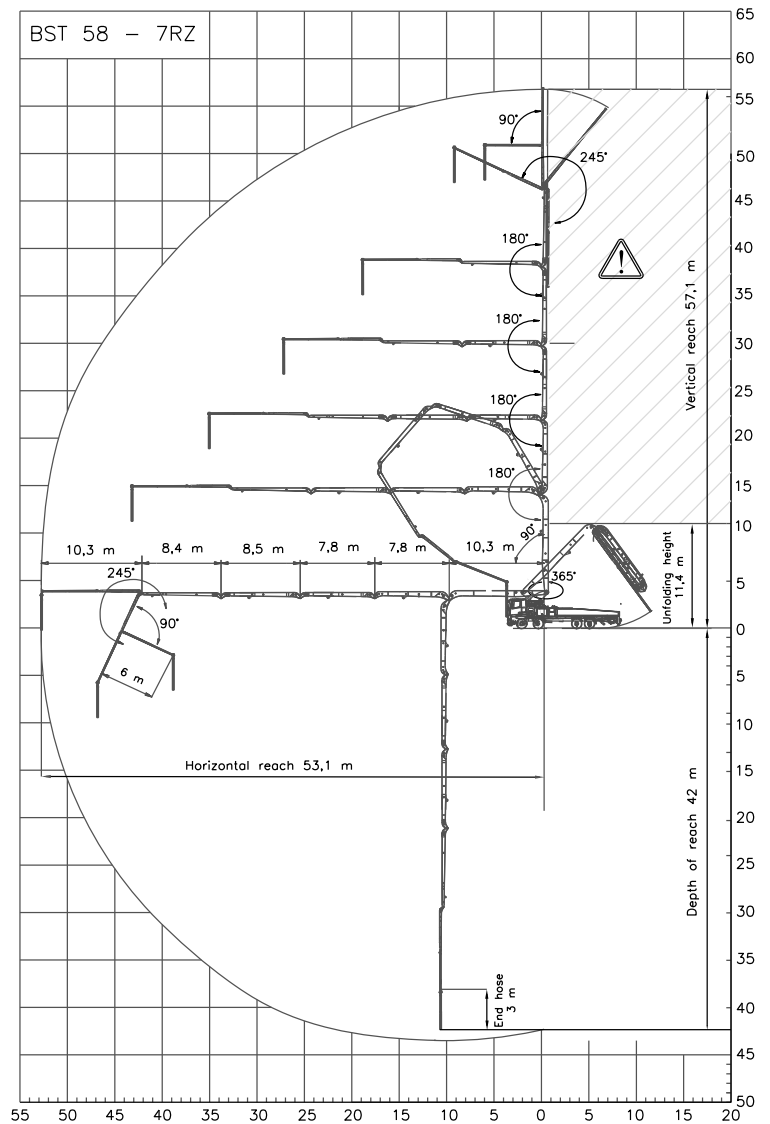 BST 58 - 7RZ
65
60
55
50
45
40
35
30
25
20
15
10
5
0
5
10
15
20
25
30
35
40
45
50
90°
245°
180°
180°
180°
180°
90°
365°
!
Vertical reach 57,1 m
Unfolding height
11,4 m
10,3 m
8,4 m
8,5 m
7,8 m
7,8 m
10,3 m
245°
90°
6 m
Horizontal reach 53,1 m
Depth of reach 42 m
End hose
3 m
55 50 45 40 35 30 25 20 15 10 5 0 5 10 15 20